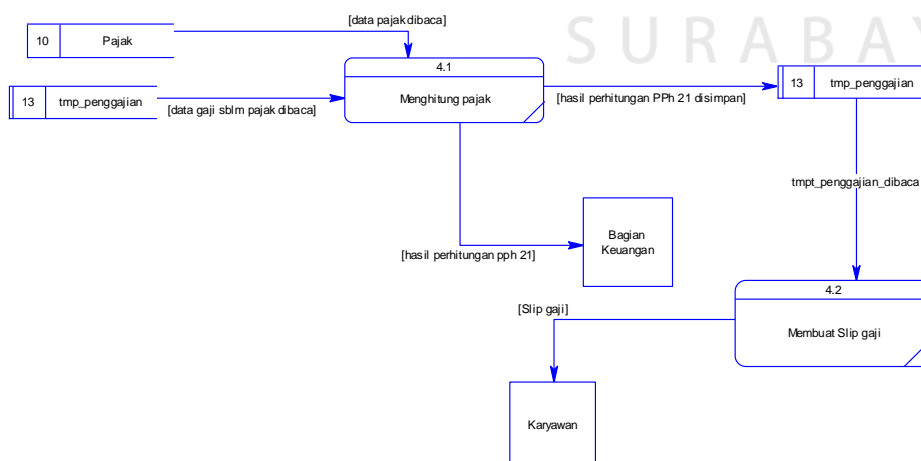 SURABAY
[data pajak dibaca]
10 Pajak
4.1
Menghitung pajak
13 tmp_penggajian
[data gaji sblm pajak dibaca]
[hasil perhitungan PPh 21 disimpan]
13 tmp_penggajian
tmpt_penggajian_dibaca
Bagian
Keuangan
[hasil perhitungan pph 21]
4.2
Membuat Slip gaji
[Slip gaji]
Karyawan